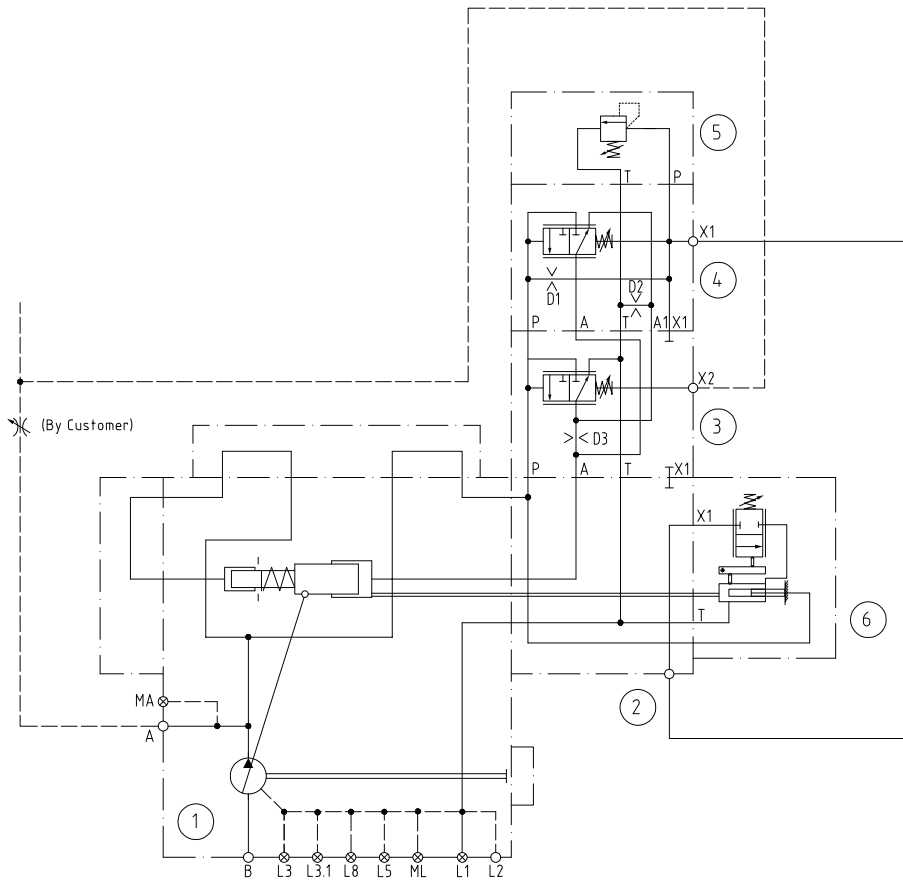 5
T P
X1
D2
4
D1
P A T A1 X1
X2
(By Customer)
3
D3
P A T X1
X1
T
6
MA
2
A
1
B L3 L3.1 L8 L5 ML L1 L2